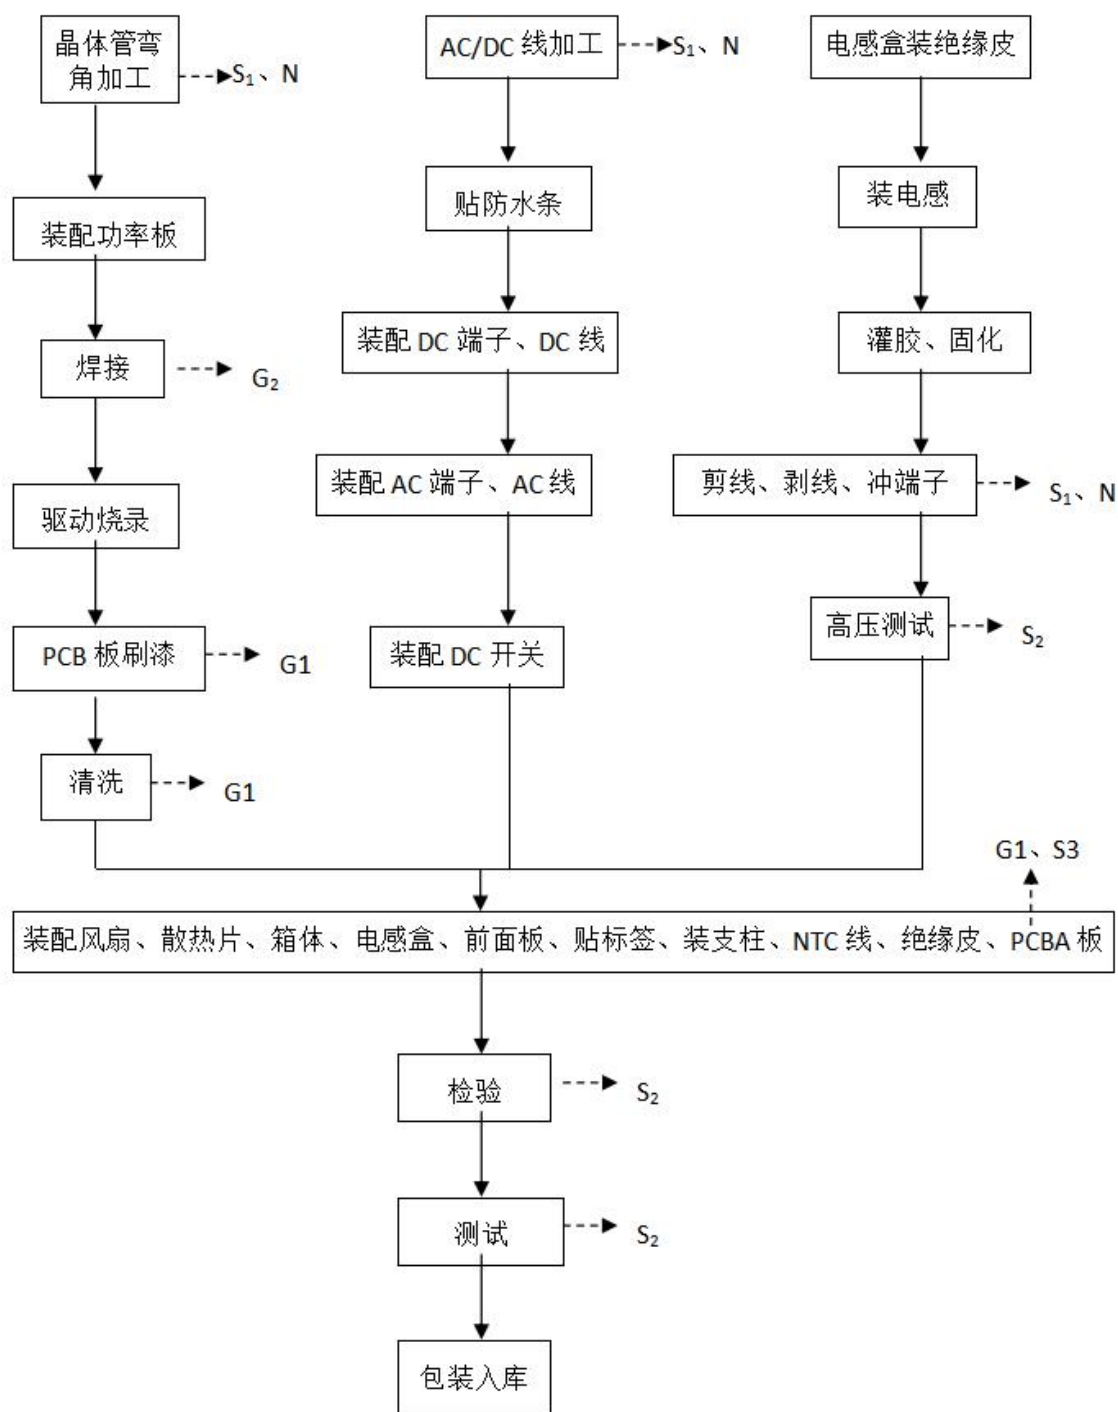 晶体管弯
角加工
S₁、N
AC/DC 线加工
S₁、N
电感盒装绝缘皮
装配功率板
贴防水条
装电感
焊接
G₂
装配 DC 端子、DC 线
灌胶、固化
驱动烧录
装配 AC 端子、AC 线
剪线、剥线、冲端子
S₁、N
PCB 板刷漆
G1
装配 DC 开关
高压测试
S₂
清洗
G1
G1、S3
装配风扇、散热片、箱体、电感盒、前面板、贴标签、装支柱、NTC 线、绝缘皮、PCBA 板
检验
S₂
测试
S₂
包装入库